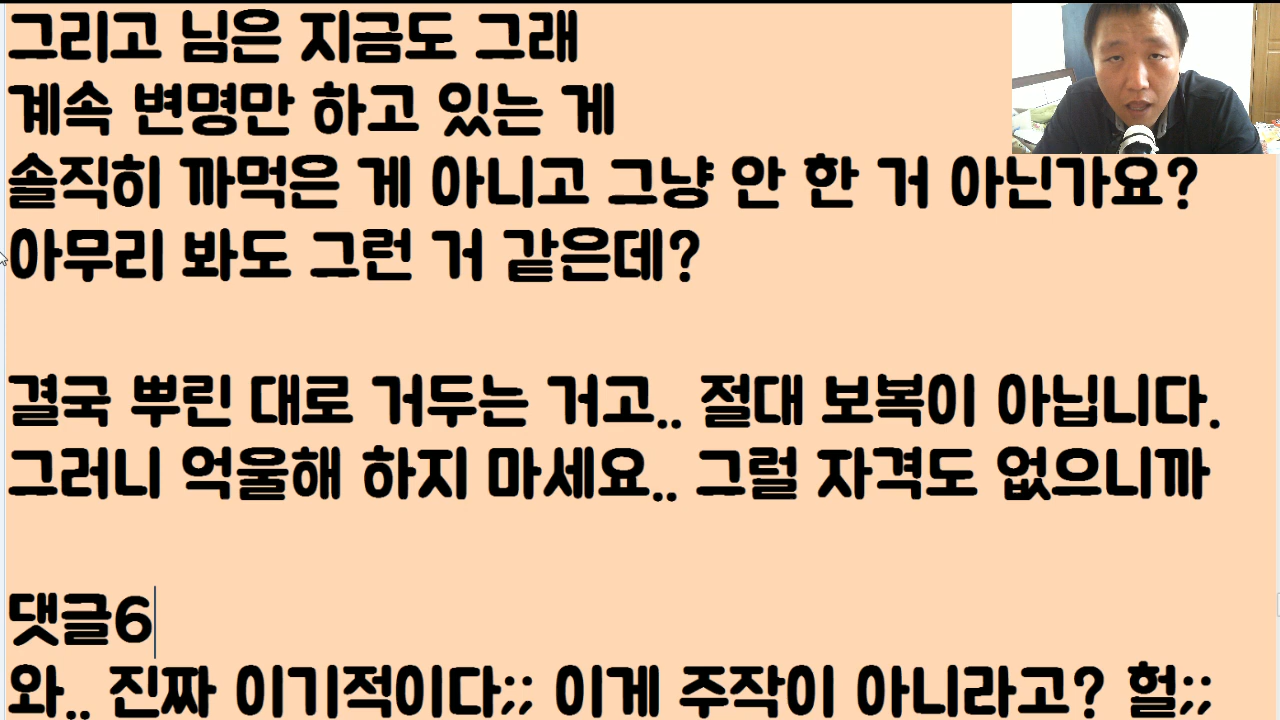 그리고 님은 지금도 그래
계속 변명만 하고 있는 게
솔직히 까먹은 게 아니고 그냥 안 한 거 아닌가요?
아무리 봐도 그런 거 같은데?
결국 뿌린 대로 거두는 거고.. 절대 보복이 아닙니다.
그러니 억울해 하지 마세요.. 그럴 자격도 없으니까
댓글6
와.. 진짜 이기적이다;; 이게 주작이 아니라고? 헐;;